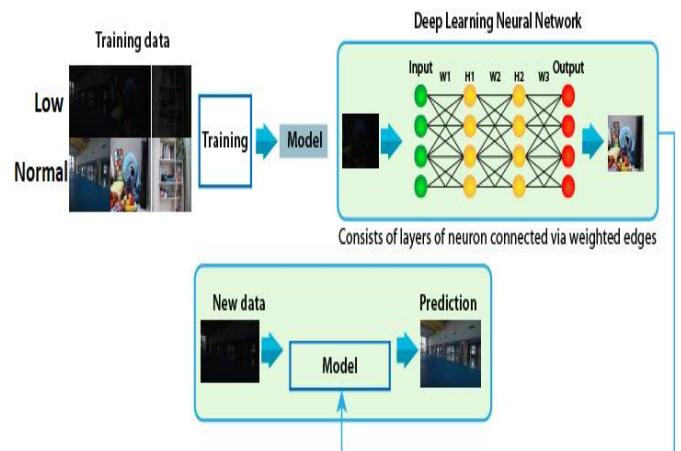 Deep Learning Neural Network
Training data
Low
Normal
Training
Model
Input W1 H1 W2 H2 W3 Output
Consists of layers of neuron connected via weighted edges
New data
Model
Prediction